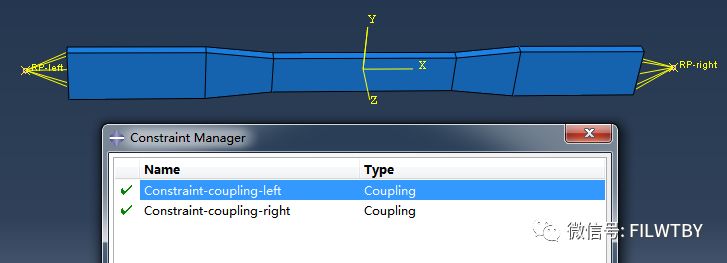 Y
RP-left
X
RP-right
Z
Constraint Manager
Name Type
Constraint-coupling-left Coupling
Constraint-coupling-right Coupling
微信号: FILWTBY